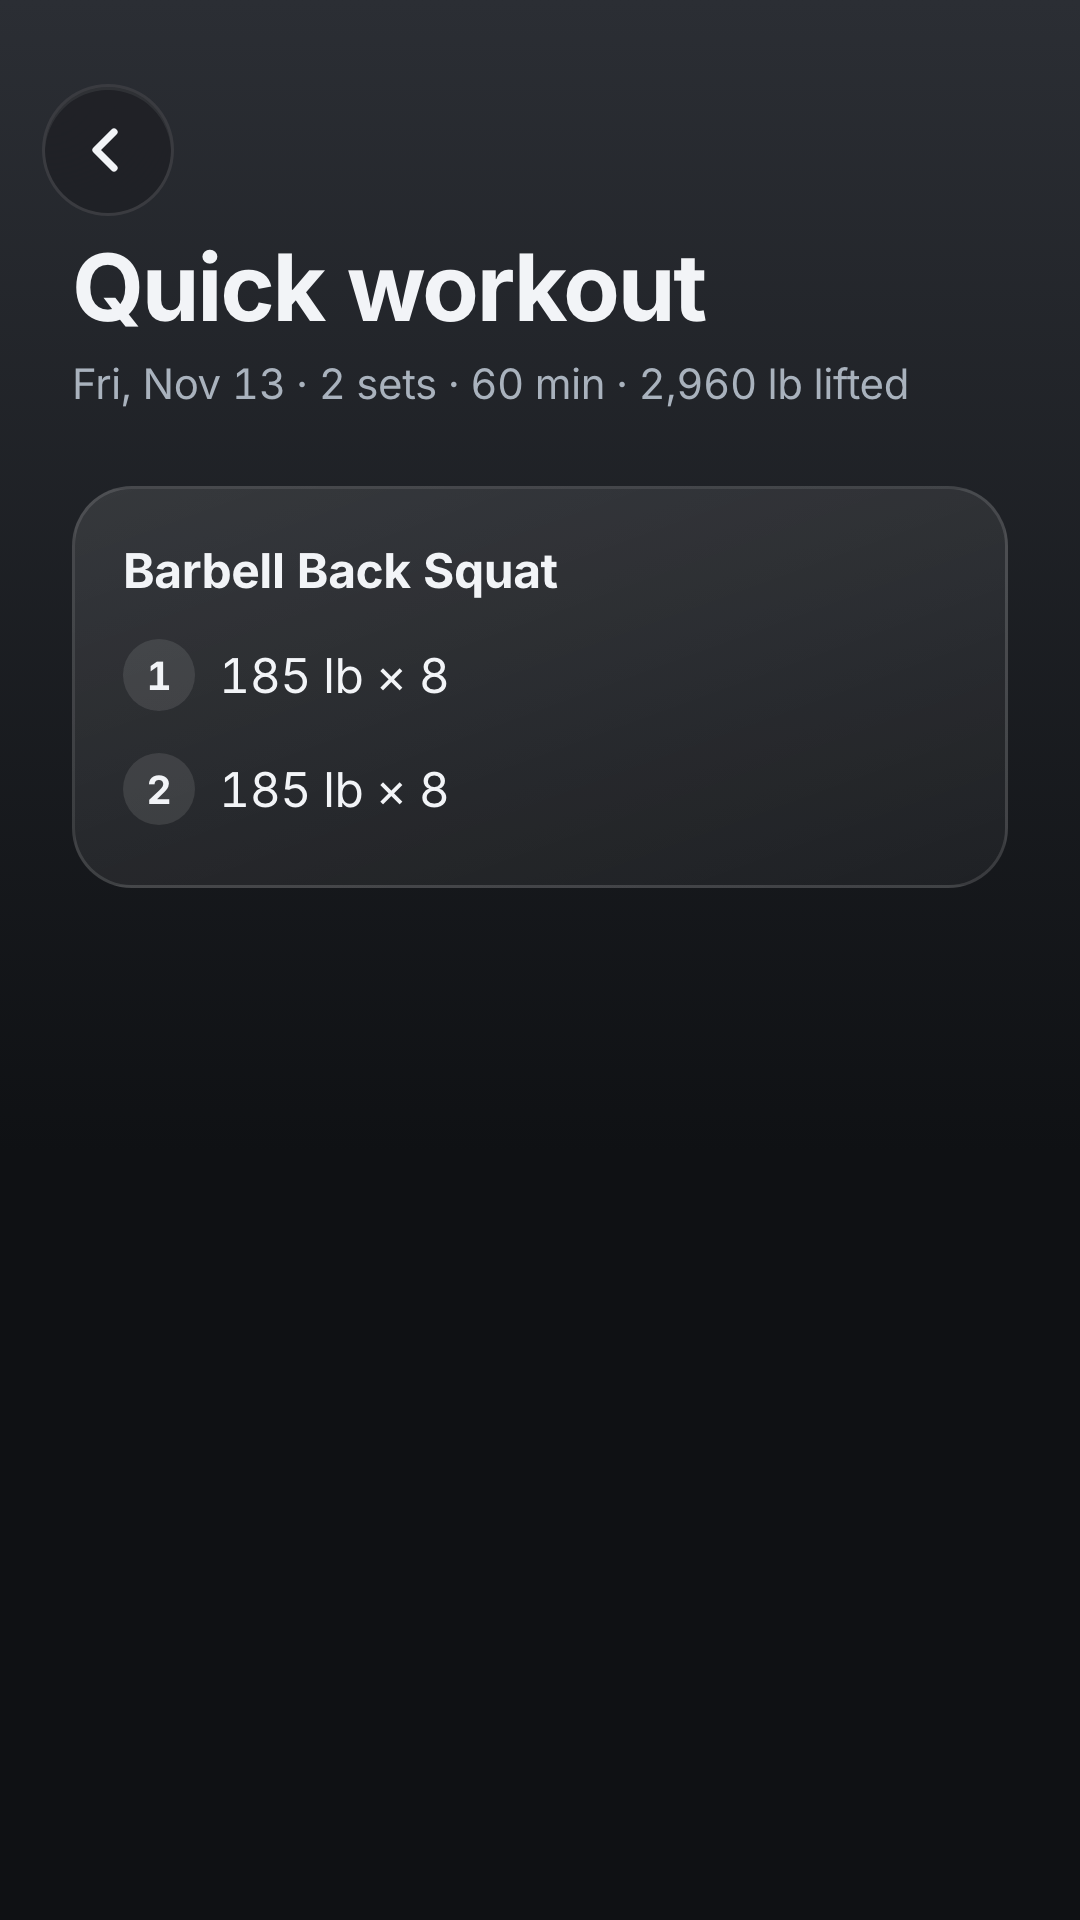 Quick workout
Fri, Nov 13 · 2 sets · 60 min · 2,960 lb lifted
Barbell Back Squat
1 185 lb × 8
2 185 lb × 8